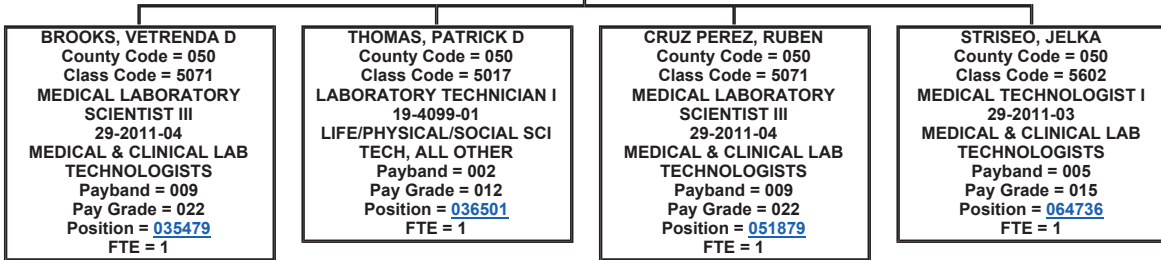 BROOKS, VETRENDA D
County Code = 050
Class Code = 5071
MEDICAL LABORATORY
SCIENTIST III
29-2011-04
MEDICAL & CLINICAL LAB
TECHNOLOGISTS
Payband = 009
Pay Grade = 022
Position = 035479
FTE = 1
THOMAS, PATRICK D
County Code = 050
Class Code = 5017
LABORATORY TECHNICIAN I
19-4099-01
LIFE/PHYSICAL/SOCIAL SCI
TECH, ALL OTHER
Payband = 002
Pay Grade = 012
Position = 036501
FTE = 1
CRUZ PEREZ, RUBEN
County Code = 050
Class Code = 5071
MEDICAL LABORATORY
SCIENTIST III
29-2011-04
MEDICAL & CLINICAL LAB
TECHNOLOGISTS
Payband = 009
Pay Grade = 022
Position = 051879
FTE = 1
STRISEO, JELKA
County Code = 050
Class Code = 5602
MEDICAL TECHNOLOGIST I
29-2011-03
MEDICAL & CLINICAL LAB
TECHNOLOGISTS
Payband = 005
Pay Grade = 015
Position = 064736
FTE = 1